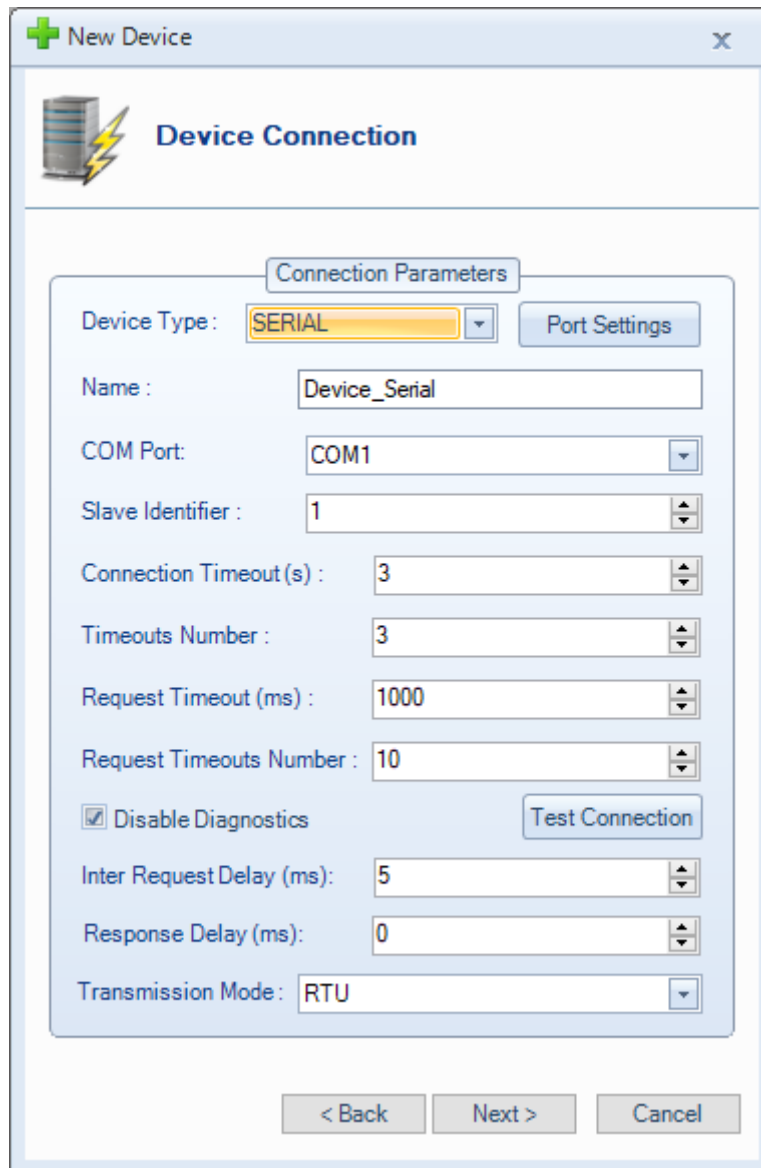 New Device
Device Connection
Connection Parameters
Device Type : SERIAL Port Settings
Name : Device_Serial
COM Port: COM1
Slave Identifier : 1
Connection Timeout (s) : 3
Timeouts Number : 3
Request Timeout (ms) : 1000
Request Timeouts Number : 10
Disable Diagnostics Test Connection
Inter Request Delay (ms): 5
Response Delay (ms): 0
Transmission Mode : RTU
< Back Next > Cancel